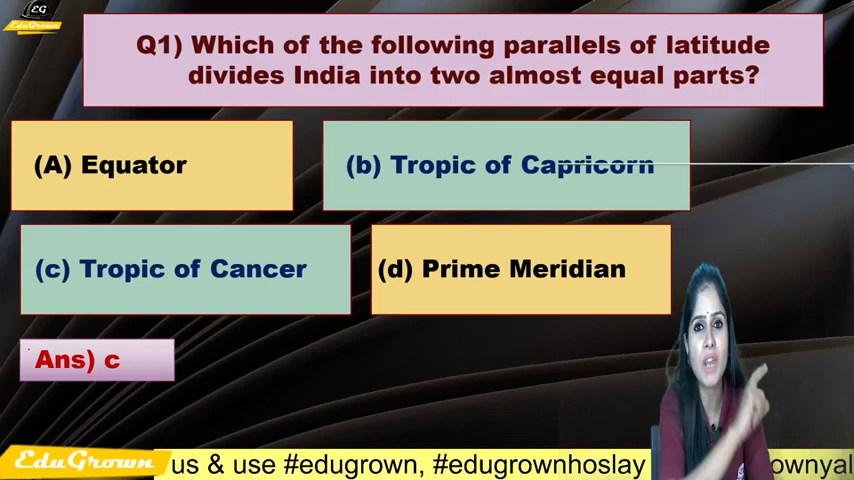 EG
EduGrown
Q1) Which of the following parallels of latitude
divides India into two almost equal parts?
(A) Equator
(b) Tropic of Capricorn
(c) Tropic of Cancer
(d) Prime Meridian
Ans) c
EduGrown us & use #edugrown, #edugrownhoslay ownyal